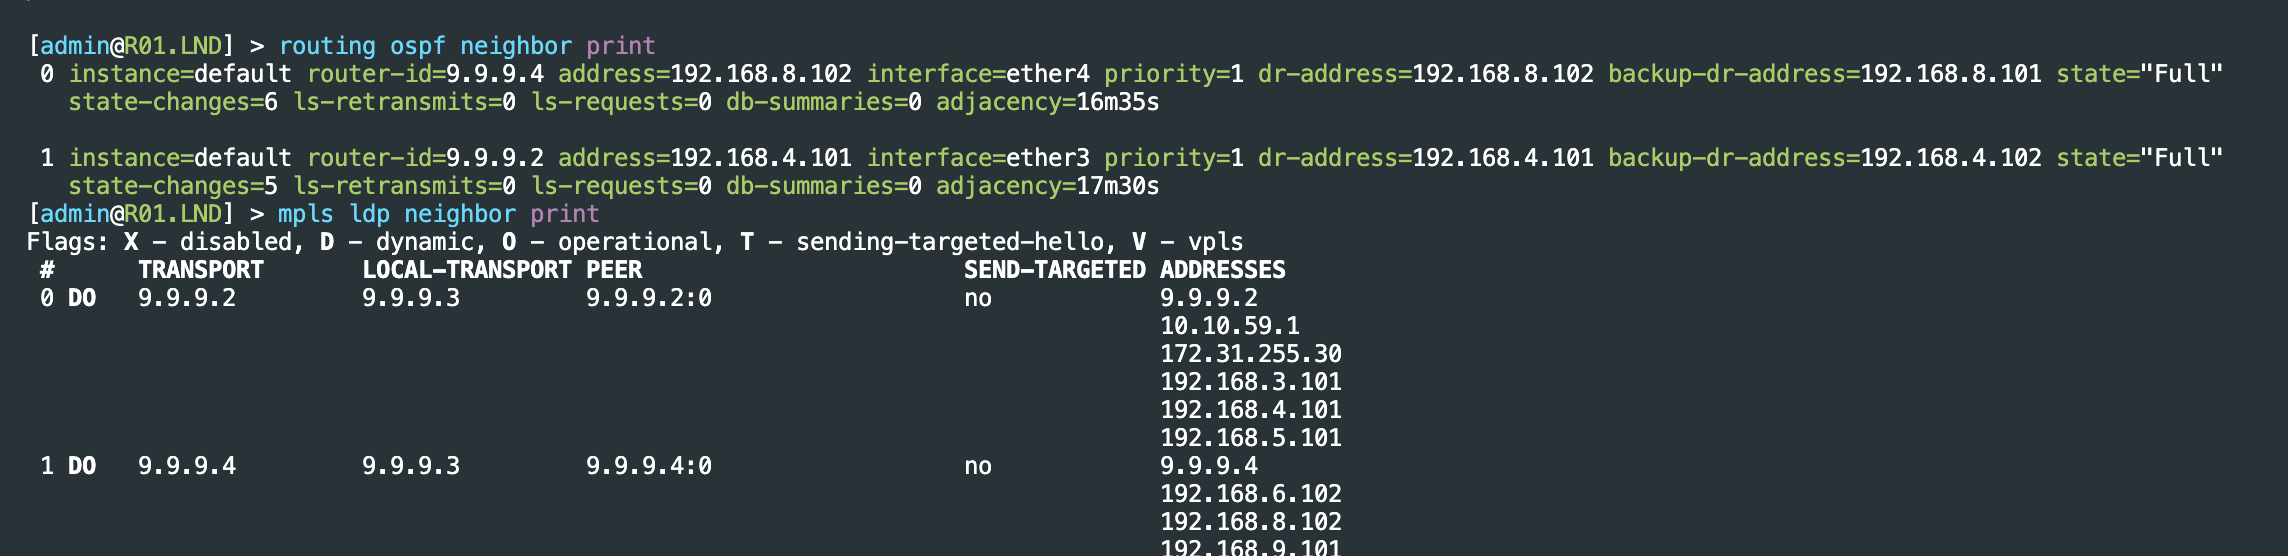 [admin@R01.LND] > routing ospf neighbor print
0 instance=default router-id=9.9.9.4 address=192.168.8.102 interface=ether4 priority=1 dr-address=192.168.8.102 backup-dr-address=192.168.8.101 state="Full"
state-changes=6 ls-retransmits=0 ls-requests=0 db-summaries=0 adjacency=16m35s
1 instance=default router-id=9.9.9.2 address=192.168.4.101 interface=ether3 priority=1 dr-address=192.168.4.101 backup-dr-address=192.168.4.102 state="Full"
state-changes=5 ls-retransmits=0 ls-requests=0 db-summaries=0 adjacency=17m30s
[admin@R01.LND] > mpls ldp neighbor print
Flags: X - disabled, D - dynamic, O - operational, T - sending-targeted-hello, V - vpls
# TRANSPORT LOCAL-TRANSPORT PEER SEND-TARGETED ADDRESSES
0 DO 9.9.9.2 9.9.9.3 9.9.9.2:0 no 9.9.9.2
10.10.59.1
172.31.255.30
192.168.3.101
192.168.4.101
192.168.5.101
1 DO 9.9.9.4 9.9.9.3 9.9.9.4:0 no 9.9.9.4
192.168.6.102
192.168.8.102
192.168.9.101